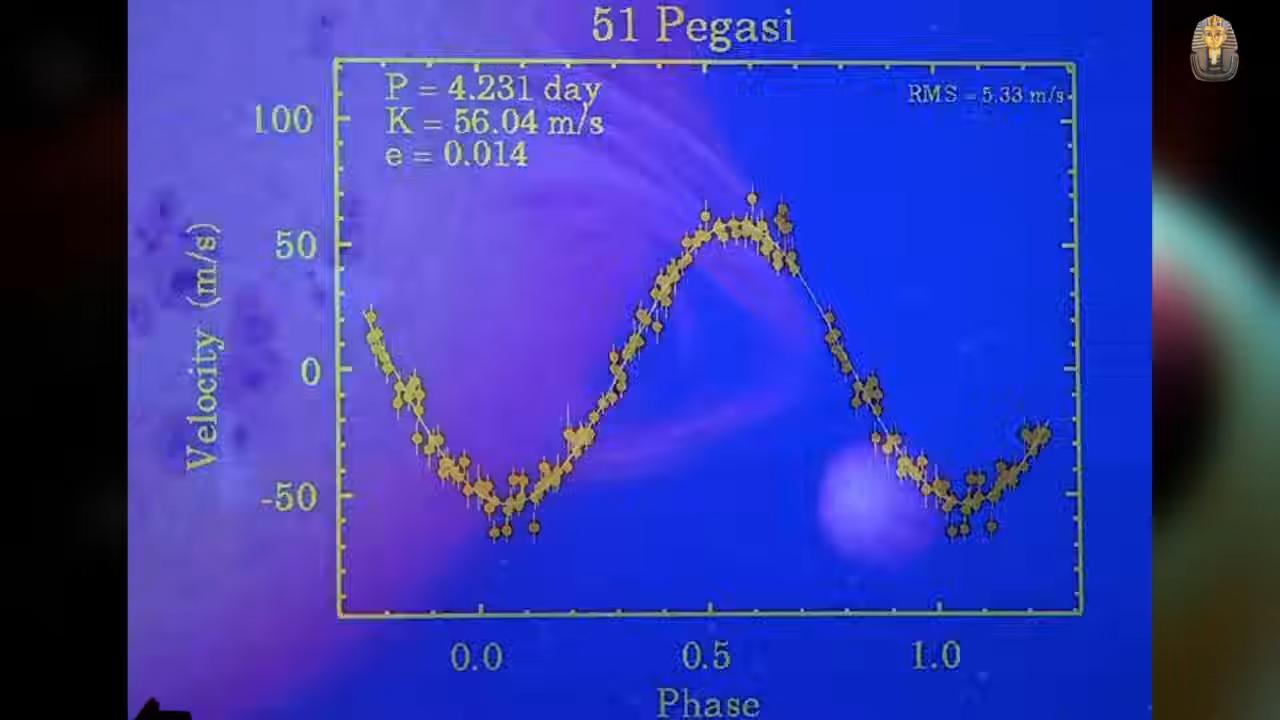 51 Pegasi
P = 4.231 day
K = 56.04 m/s
e = 0.014
RMS = 5.33 m/s
100
50
0
-50
Velocity (m/s)
0.0
0.5
1.0
Phase